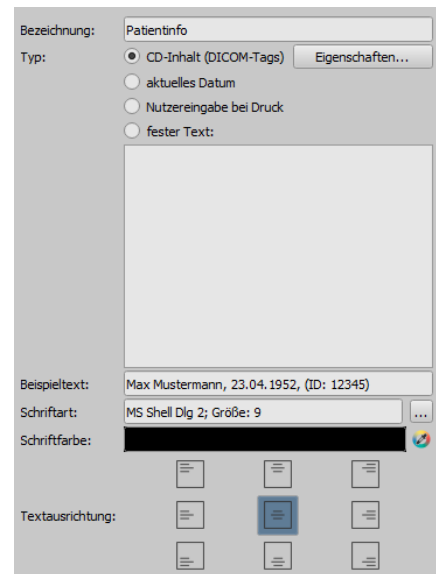 Bezeichnung: Patientinfo
Typ: CD-Inhalt (DICOM-Tags) Eigenschaften...
aktuelles Datum
Nutzereingabe bei Druck
fester Text:
Beispieltext: Max Mustermann, 23.04.1952, (ID: 12345)
Schriftart: MS Shell Dlg 2; Größe: 9 ...
Schriftfarbe:
Textausrichtung: